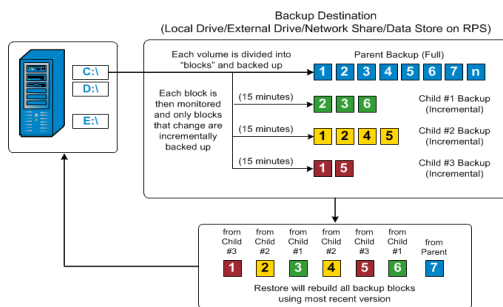 Backup Destination
(Local Drive/External Drive/Network Share/Data Store on RPS)
C:\
D:\
E:\
Each volume is divided into
"blocks" and backed up
Parent Backup (Full)
1 2 3 4 5 6 7 n
Each block is
then monitored
and only blocks
that change are
incrementally
backed up
(15 minutes)
2 3 6
Child #1 Backup
(Incremental)
(15 minutes)
1 2 4 5
Child #2 Backup
(Incremental)
(15 minutes)
1 5
Child #3 Backup
(Incremental)
from Child #3
from Child #2
from Child #1
from Child #2
from Child #3
from Child #1
from Parent
1 2 3 4 5 6 7
Restore will rebuild all backup blocks
using most recent version